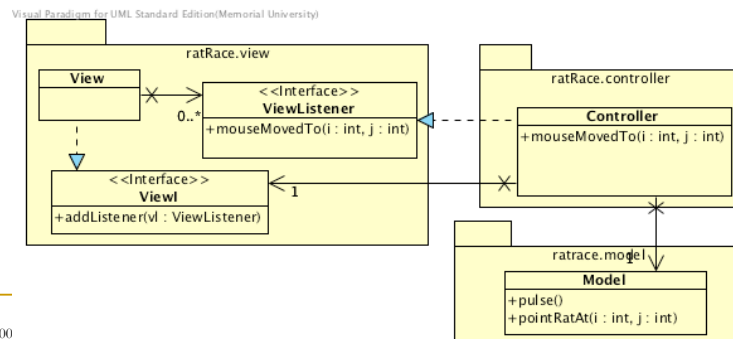 Visual Paradigm for UML Standard Edition(Memorial University)
ratRace.view
View
0..*
<<Interface>>
ViewListener
+mouseMovedTo(i : int, j : int)
<<Interface>>
ViewI
+addListener(vl : ViewListener)
1
ratRace.controller
Controller
+mouseMovedTo(i : int, j : int)
ratrace.model
1
Model
+pulse()
+pointRatAt(i : int, j : int)
00